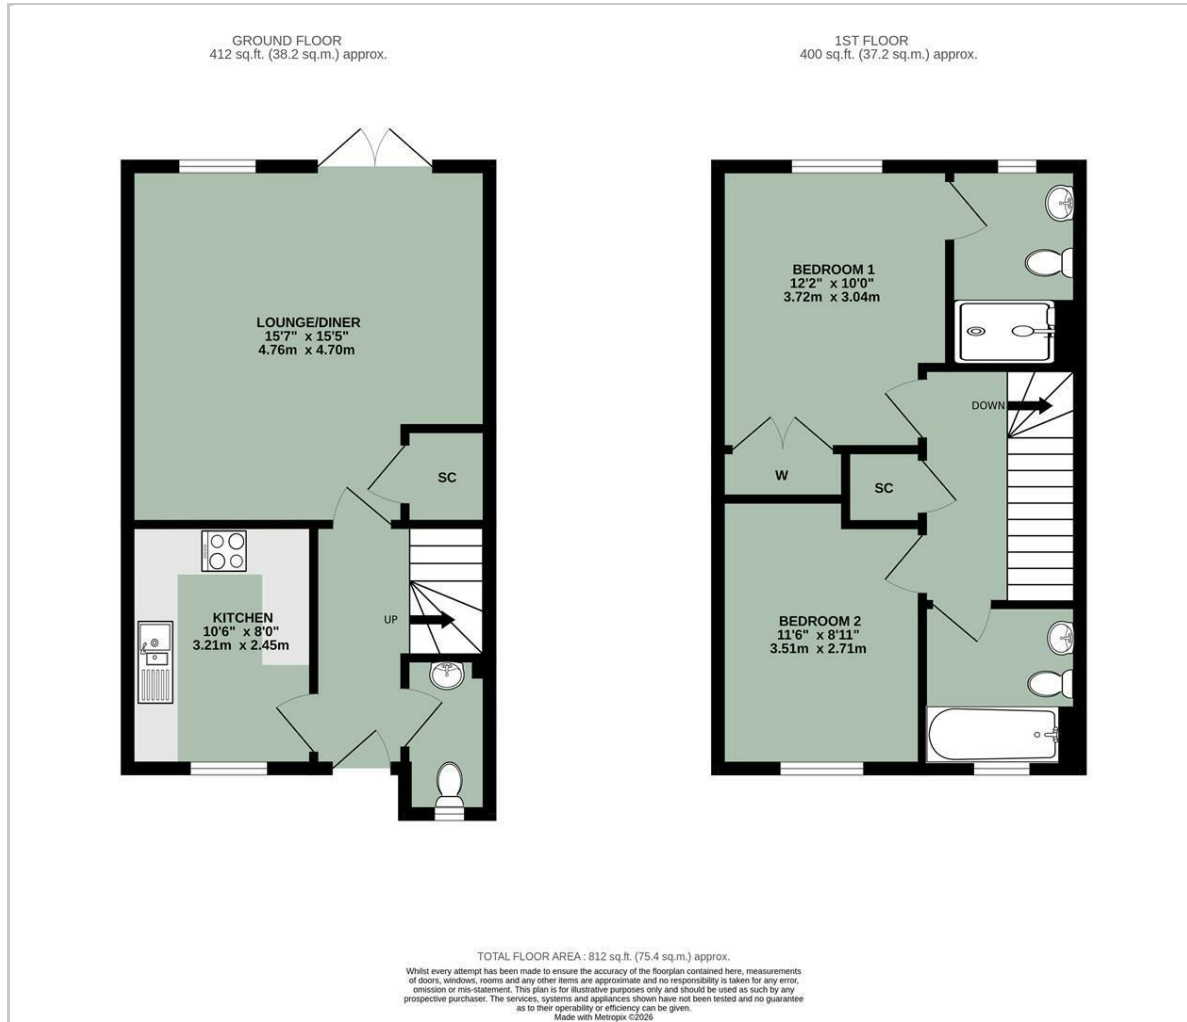 GROUND FLOOR
412 sq.ft. (38.2 sq.m.) approx.
1ST FLOOR
400 sq.ft. (37.2 sq.m.) approx.
LOUNGE/DINER
15'7" x 15'5"
4.76m x 4.70m
SC
KITCHEN
10'6" x 8'0"
3.21m x 2.45m
UP
BEDROOM 1
12'2" x 10'0"
3.72m x 3.04m
DOWN
W
SC
BEDROOM 2
11'6" x 8'11"
3.51m x 2.71m
TOTAL FLOOR AREA : 812 sq.ft. (75.4 sq.m.) approx.
Whilst every attempt has been made to ensure the accuracy of the floorplan contained here, measurements
of doors, windows, rooms and any other items are approximate and no responsibility is taken for any error,
omission or mis-statement. This plan is for illustrative purposes only and should be used as such by any
prospective purchaser. The services, systems and appliances shown have not been tested and no guarantee
as to their operability or efficiency can be given.
Made with Metropix ©2026